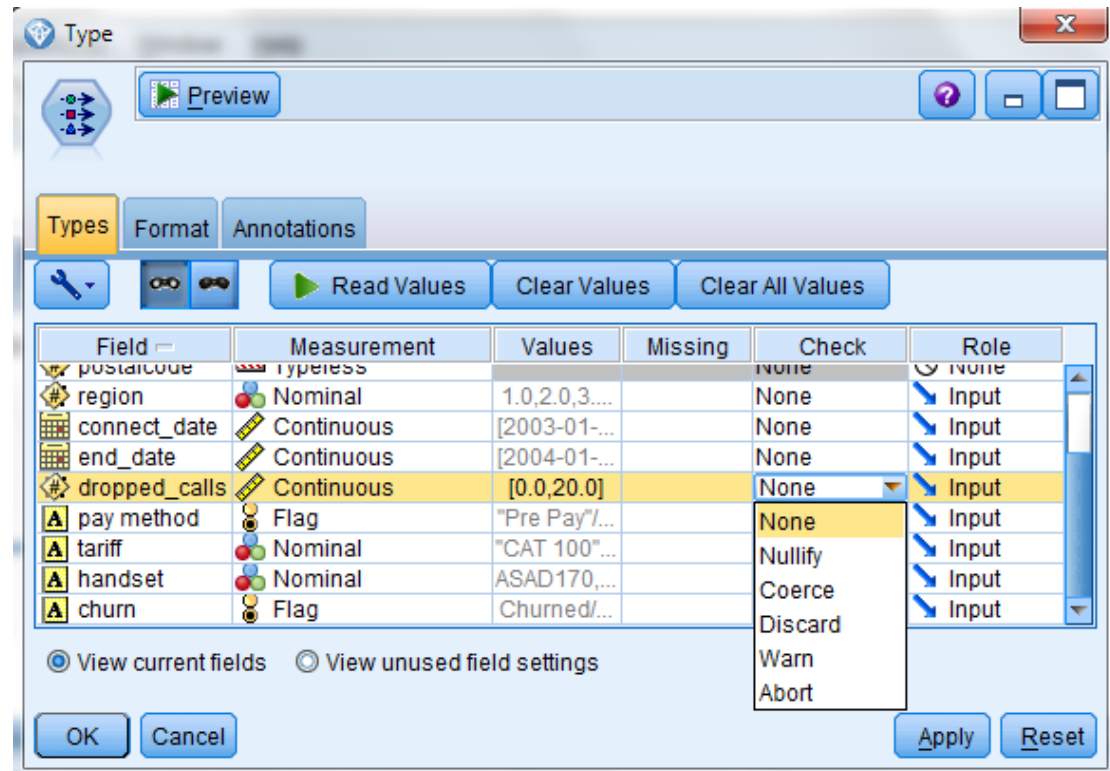 Type
Preview
Types Format Annotations
Read Values Clear Values Clear All Values
Field Measurement Values Missing Check Role
postalcode Typeless None None
region Nominal 1.0,2.0,3.... None Input
connect_date Continuous [2003-01-... None Input
end_date Continuous [2004-01-... None Input
dropped_calls Continuous [0.0,20.0] None Input
pay method Flag "Pre Pay"/... None Input
tariff Nominal "CAT 100"... Nullify Input
handset Nominal ASAD170,... Coerce Input
churn Flag Churned/... Discard Input
View current fields View unused field settings Warn
Abort
OK Cancel Apply Reset